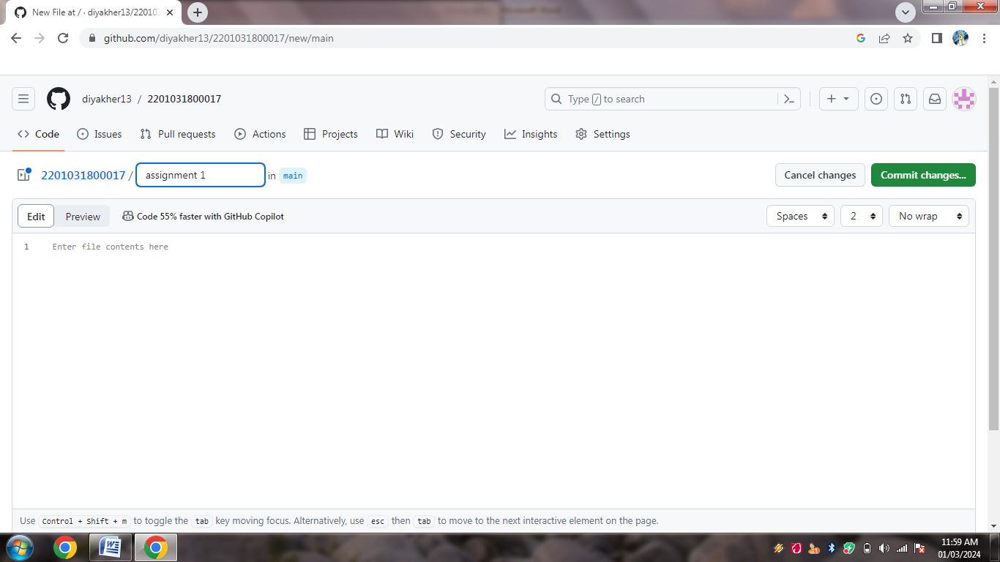 New File at / · diyakher13/22010
github.com/diyakher13/2201031800017/new/main
diyakher13 / 2201031800017
Type / to search
Code Issues Pull requests Actions Projects Wiki Security Insights Settings
2201031800017 / assignment 1 in main Cancel changes Commit changes...
Edit Preview Code 55% faster with GitHub Copilot Spaces 2 No wrap
1 Enter file contents here
Use Control + Shift + m to toggle the tab key moving focus. Alternatively, use esc then tab to move to the next interactive element on the page.
11:59 AM
01/03/2024